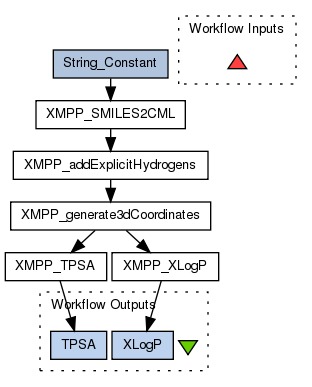 Workflow Inputs
String_Constant
XMPP_SMILES2CML
XMPP_addExplicitHydrogens
XMPP_generate3dCoordinates
XMPP_TPSA
XMPP_XLogP
Workflow Outputs
TPSA
XLogP